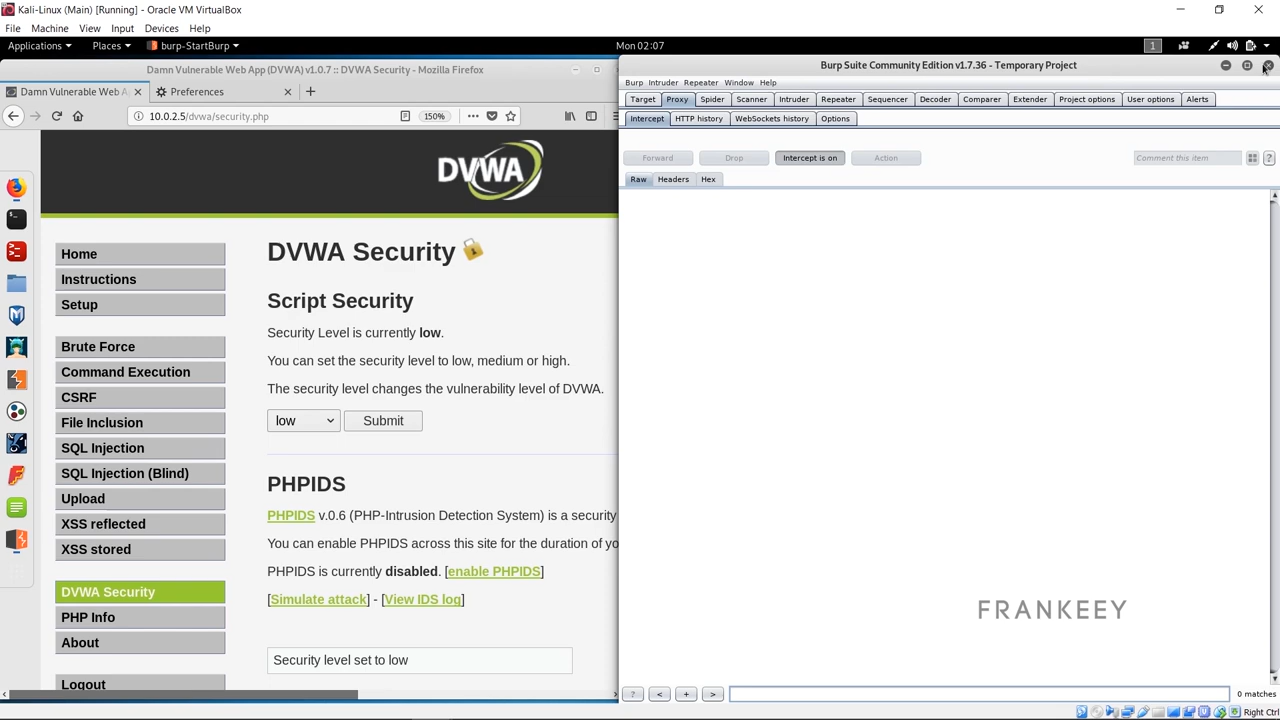 Kali-Linux (Main) [Running] - Oracle VM VirtualBox
File Machine View Input Devices Help
Applications Places burp-StartBurp Mon 02:07 1
Damn Vulnerable Web App (DVWA) v1.0.7 :: DVWA Security - Mozilla Firefox
Damn Vulnerable Web A Preferences
10.0.2.5/dvwa/security.php 150%
DVWA
Home
Instructions
Setup
Brute Force
Command Execution
CSRF
File Inclusion
SQL Injection
SQL Injection (Blind)
Upload
XSS reflected
XSS stored
DVWA Security
PHP Info
About
Logout
DVWA Security
Script Security
Security Level is currently low.
You can set the security level to low, medium or high.
The security level changes the vulnerability level of DVWA.
low Submit
PHPIDS
PHPIDS v.0.6 (PHP-Intrusion Detection System) is a security
You can enable PHPIDS across this site for the duration of yo
PHPIDS is currently disabled. [enable PHPIDS]
[Simulate attack] - [View IDS log]
Security level set to low
Burp Suite Community Edition v1.7.36 - Temporary Project
Burp Intruder Repeater Window Help
Target Proxy Spider Scanner Intruder Repeater Sequencer Decoder Comparer Extender Project options User options Alerts
Intercept HTTP history WebSockets history Options
Forward Drop Intercept is on Action Comment this item ?
Raw Headers Hex
FRANKEEY
? < + > 0 matches
Right Ctrl